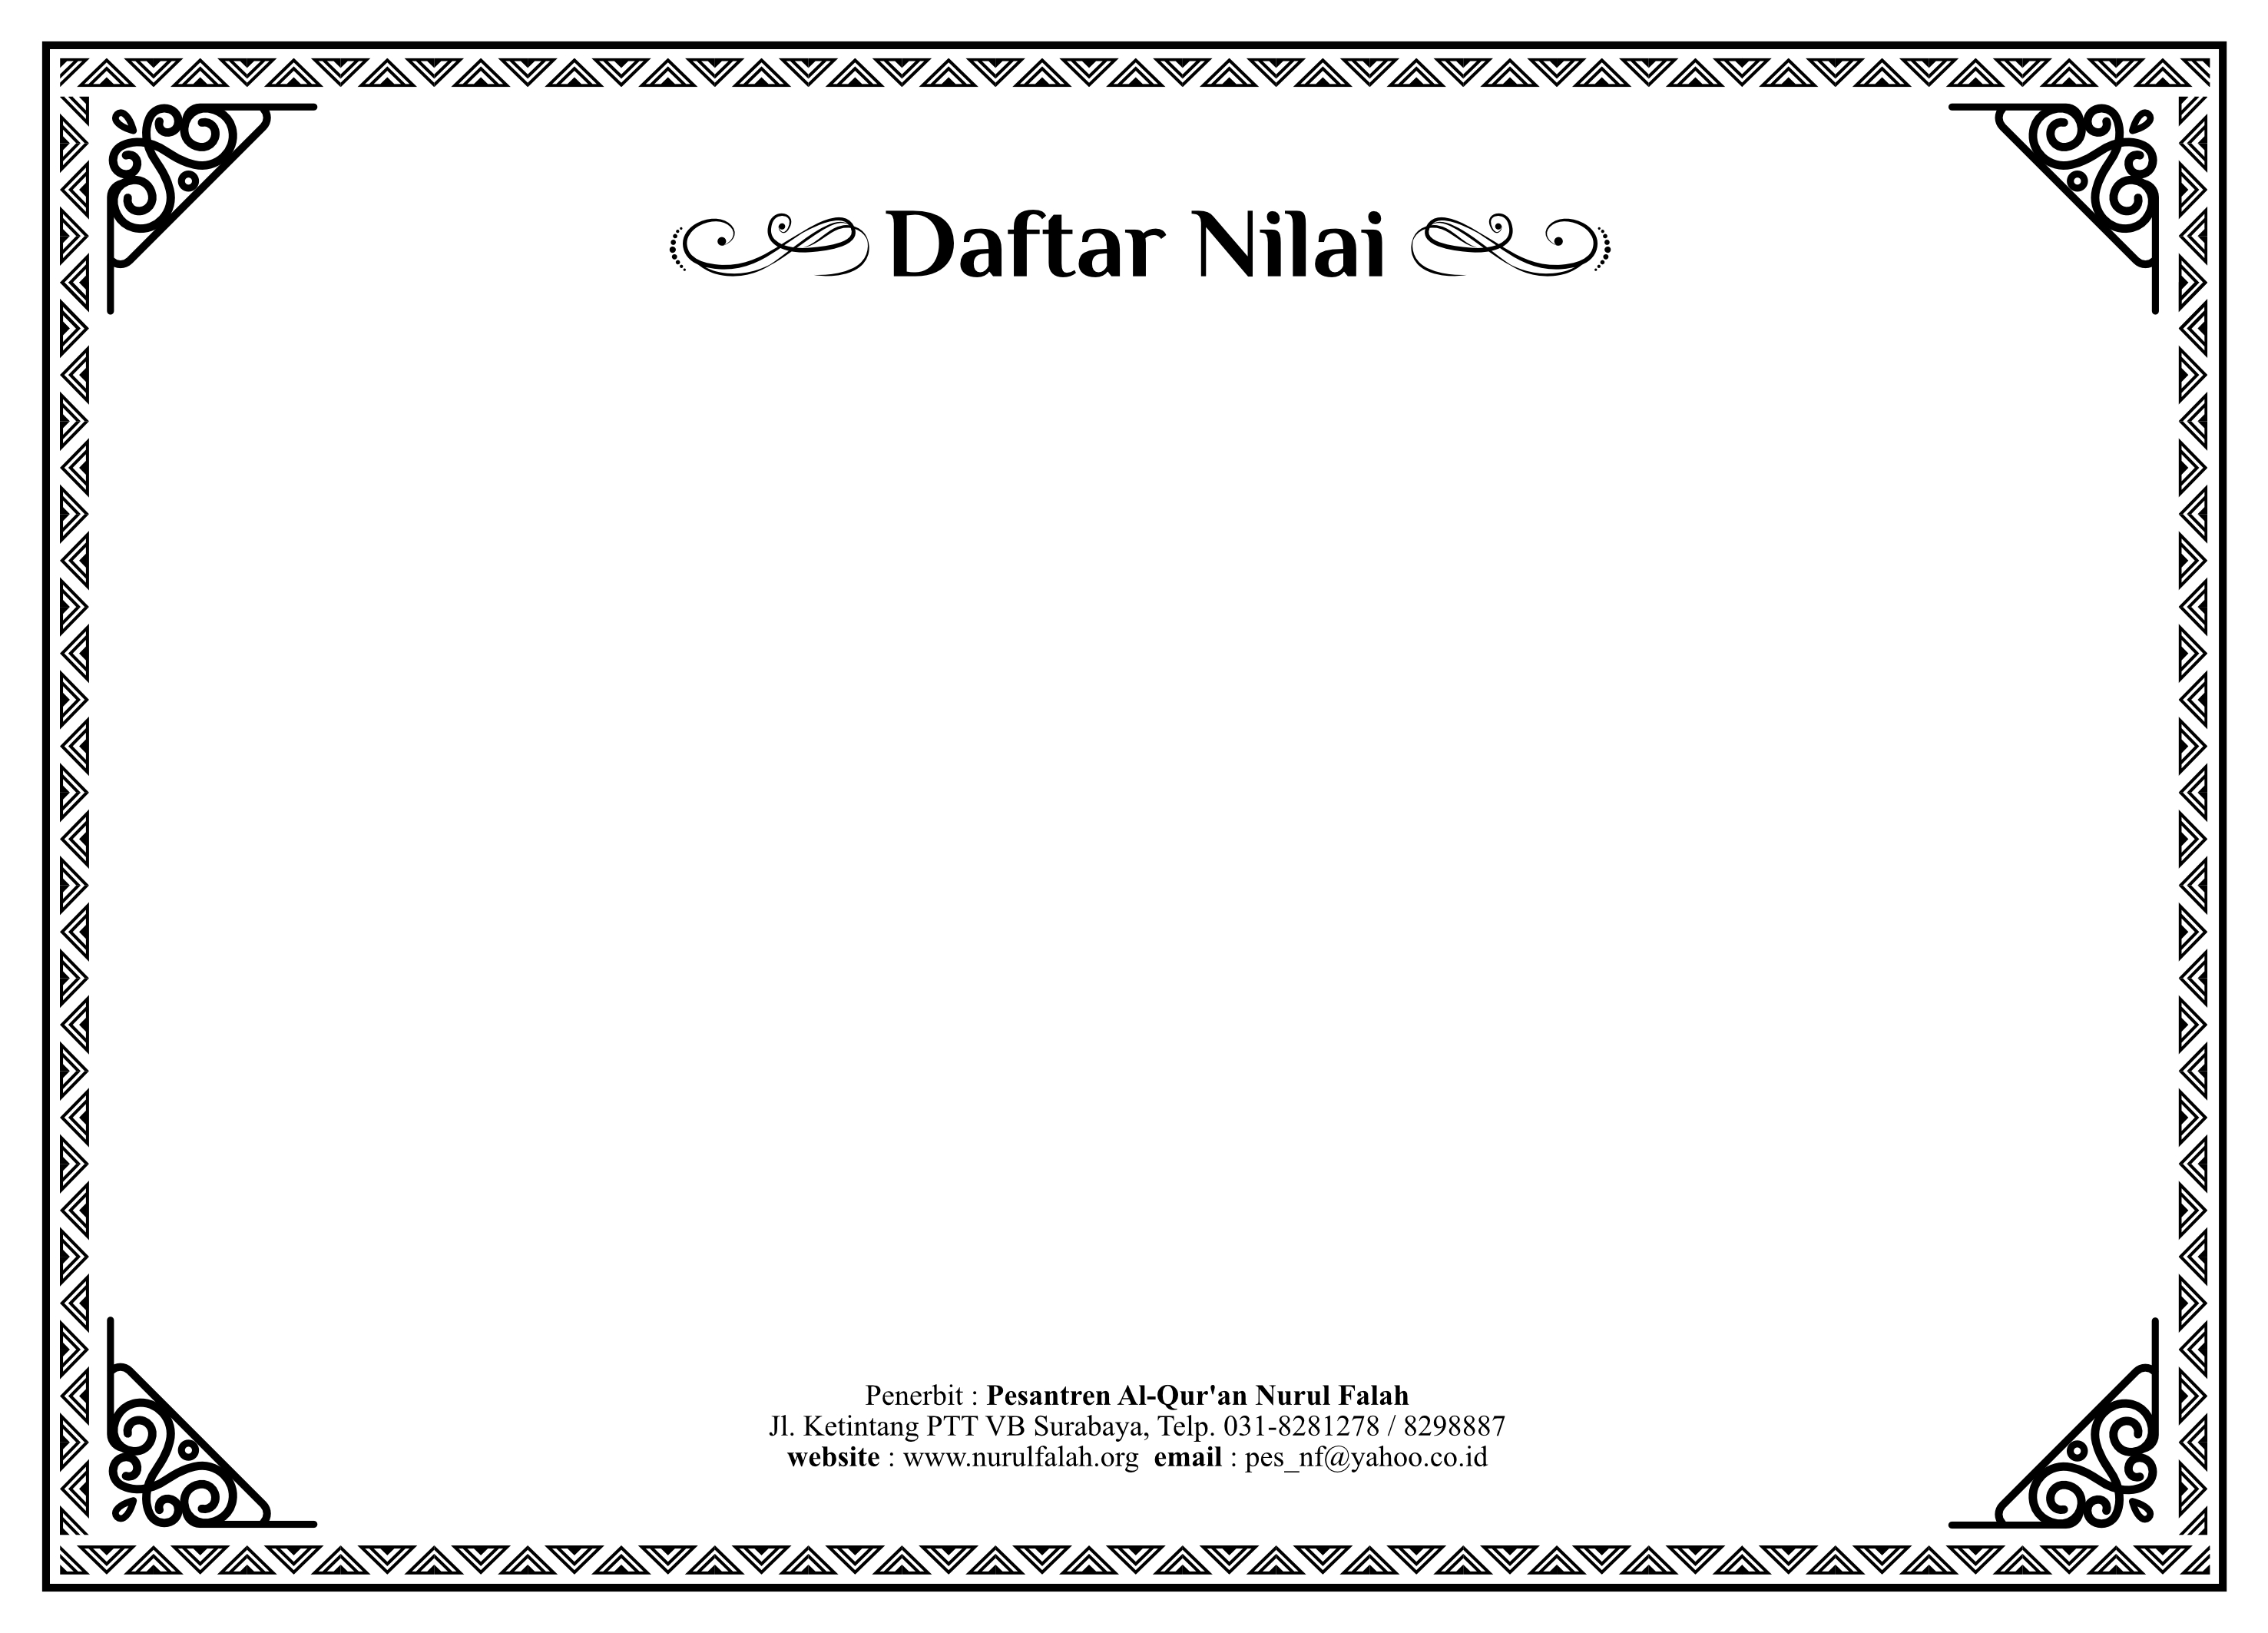 Daftar Nilai
Penerbit : Pesantren Al-Qur'an Nurul Falah
Jl. Ketintang PTT VB Surabaya, Telp. 031-8281278 / 8298887
website : www.nurulfalah.org email : pes_nf@yahoo.co.id